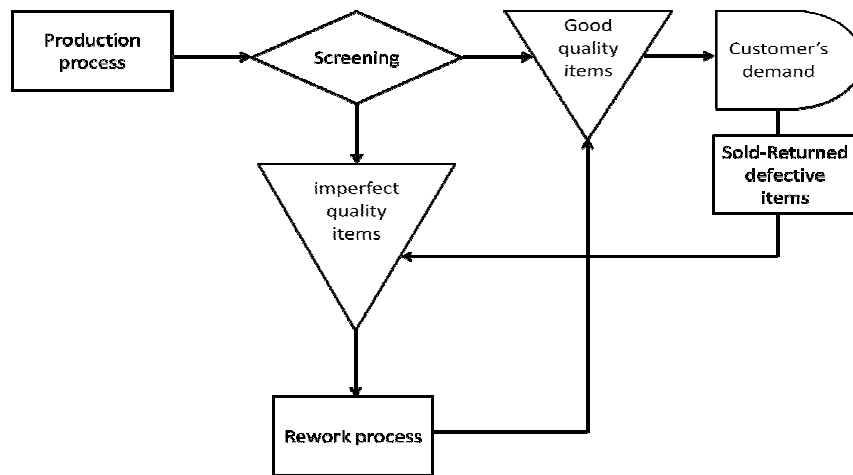 Production
process
Screening
Good
quality
items
Customer's
demand
Sold-Returned
defective
items
imperfect
quality
items
Rework process